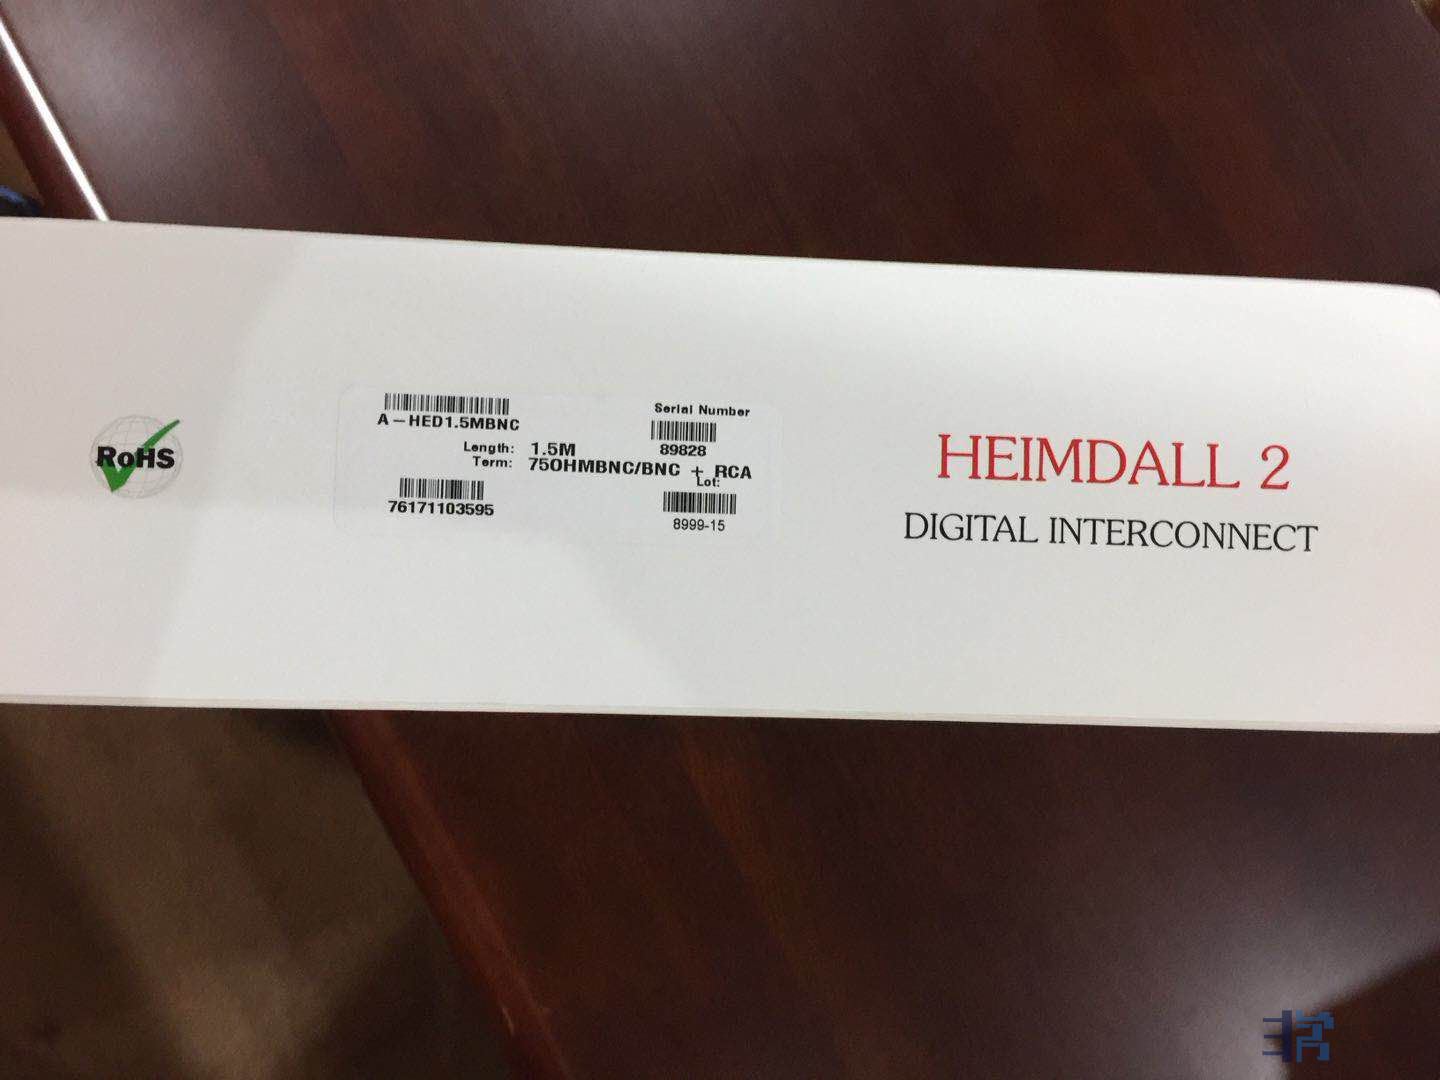 RoHS
A-HED1.5MBNC
Length: 1.5M
Term: 75OHMBNC/BNC + RCA
76171103595
Serial Number
89828
Lot:
8999-15
HEIMDALL 2
DIGITAL INTERCONNECT